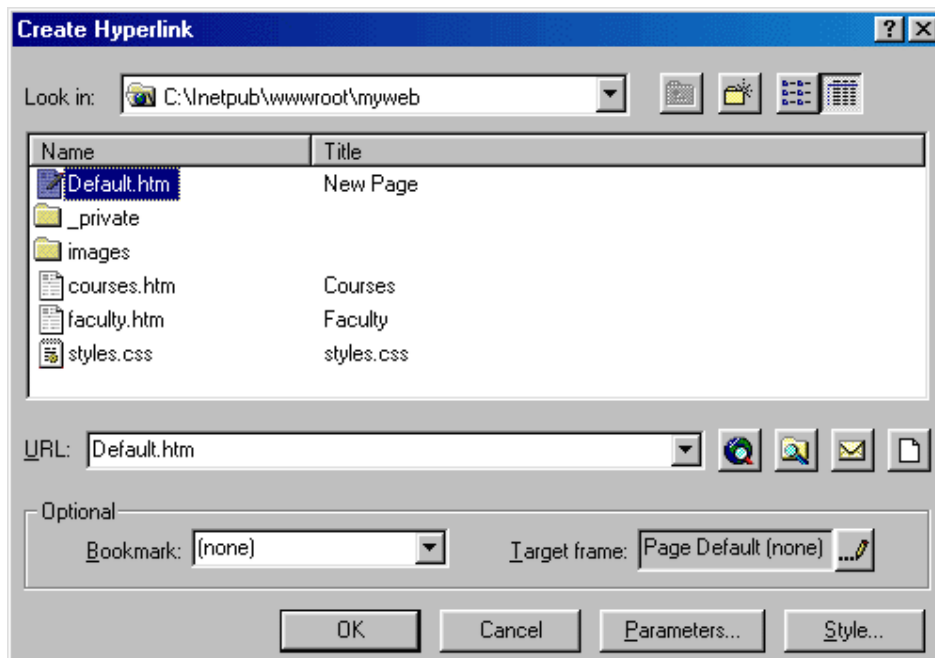 Create Hyperlink
Look in: C:\Inetpub\wwwroot\myweb
Name Title
Default.htm New Page
_private
images
courses.htm Courses
faculty.htm Faculty
styles.css styles.css
URL: Default.htm
Optional
Bookmark: (none) Target frame: Page Default (none) ...
OK Cancel Parameters... Style...